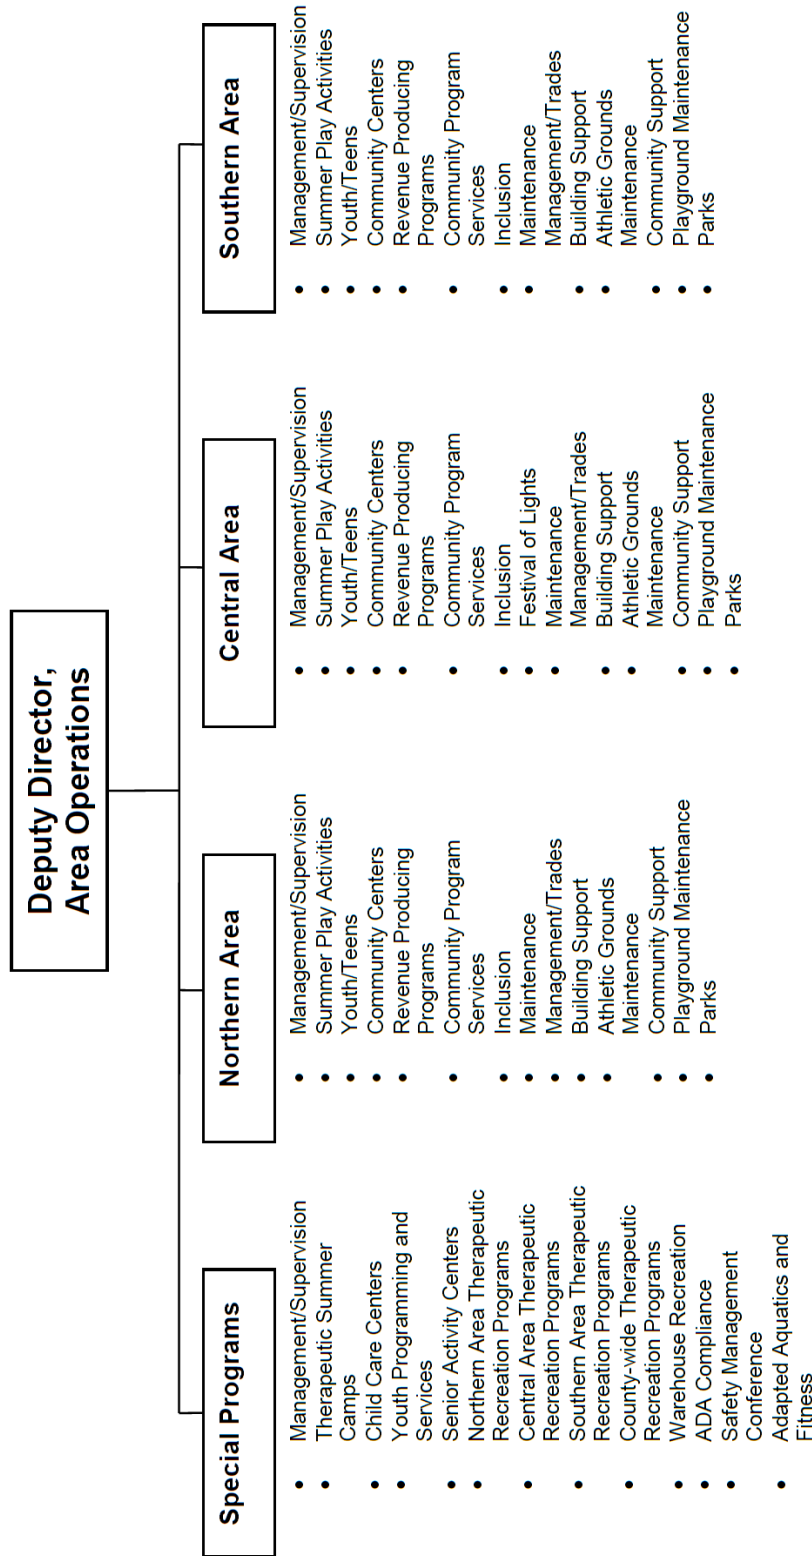 Deputy Director,
Area Operations
Special Programs
• Management/Supervision
• Therapeutic Summer
Camps
• Child Care Centers
• Youth Programming and
Services
• Senior Activity Centers
• Northern Area Therapeutic
Recreation Programs
• Central Area Therapeutic
Recreation Programs
• Southern Area Therapeutic
Recreation Programs
• County-wide Therapeutic
Recreation Programs
• Warehouse Recreation
• ADA Compliance
• Safety Management
Conference
• Adapted Aquatics and
Fitness
Northern Area
• Management/Supervision
• Summer Play Activities
• Youth/Teens
• Community Centers
• Revenue Producing
Programs
• Community Program
Services
• Inclusion
• Maintenance
• Management/Trades
• Building Support
• Athletic Grounds
Maintenance
• Community Support
• Playground Maintenance
• Parks
Central Area
• Management/Supervision
• Summer Play Activities
• Youth/Teens
• Community Centers
• Revenue Producing
Programs
• Community Program
Services
• Inclusion
• Festival of Lights
• Maintenance
Management/Trades
• Building Support
• Athletic Grounds
Maintenance
• Community Support
• Playground Maintenance
• Parks
Southern Area
• Management/Supervision
• Summer Play Activities
• Youth/Teens
• Community Centers
• Revenue Producing
Programs
• Community Program
Services
• Inclusion
• Maintenance
Management/Trades
• Building Support
• Athletic Grounds
Maintenance
• Community Support
• Playground Maintenance
• Parks